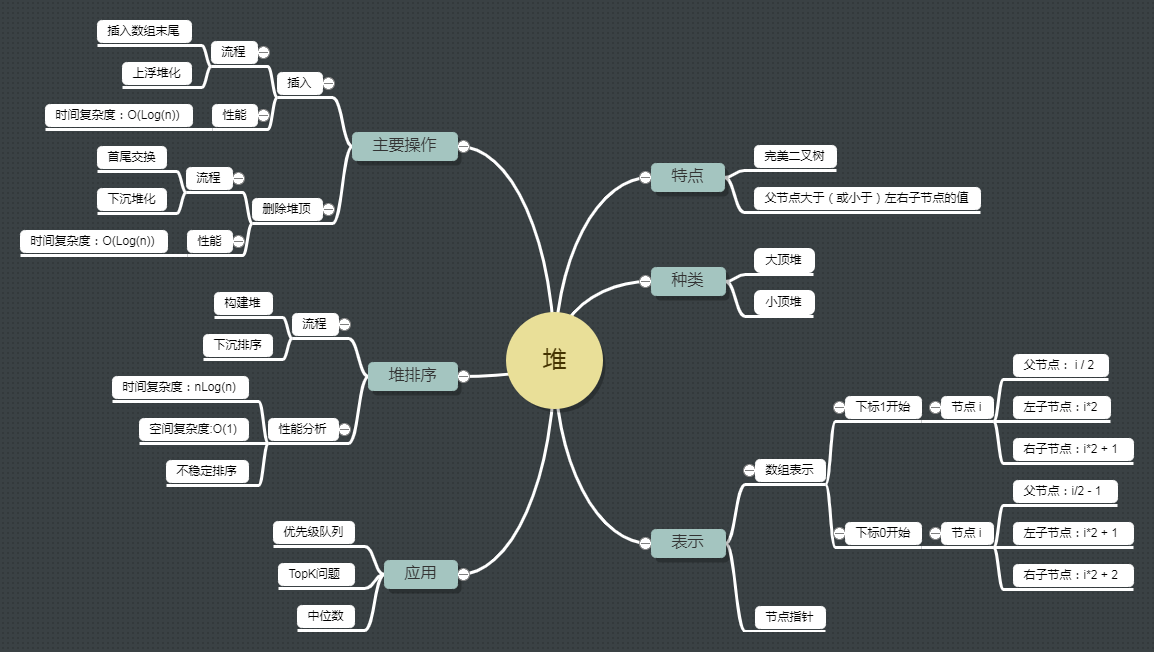 堆
主要操作
插入
流程
插入数组末尾
上浮堆化
性能
时间复杂度：O(Log(n))
删除堆顶
流程
首尾交换
下沉堆化
性能
时间复杂度：O(Log(n))
堆排序
流程
构建堆
下沉排序
性能分析
时间复杂度：nLog(n)
空间复杂度:O(1)
不稳定排序
应用
优先级队列
TopK问题
中位数
特点
完美二叉树
父节点大于（或小于）左右子节点的值
种类
大顶堆
小顶堆
表示
数组表示
下标1开始
节点 i
父节点： i / 2
左子节点：i*2
右子节点：i*2 + 1
下标0开始
节点 i
父节点：i/2 - 1
左子节点：i*2 + 1
右子节点：i*2 + 2
节点指针